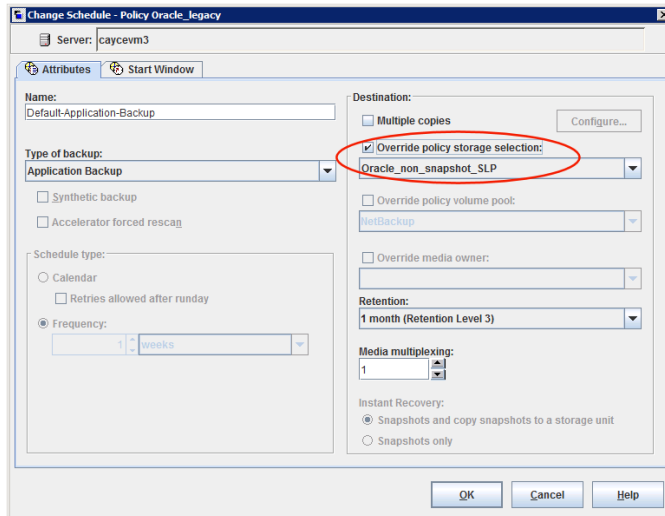 Change Schedule - Policy Oracle_legacy
Server: caycevm3
Attributes
Start Window
Name:
Default-Application-Backup
Type of backup:
Application Backup
Synthetic backup
Accelerator forced rescan
Schedule type:
Calendar
Retries allowed after runday
Frequency:
1 weeks
Destination:
Multiple copies
Configure...
Override policy storage selection:
Oracle_non_snapshot_SLP
Override policy volume pool:
NetBackup
Override media owner:
Retention:
1 month (Retention Level 3)
Media multiplexing:
1
Instant Recovery:
Snapshots and copy snapshots to a storage unit
Snapshots only
OK
Cancel
Help